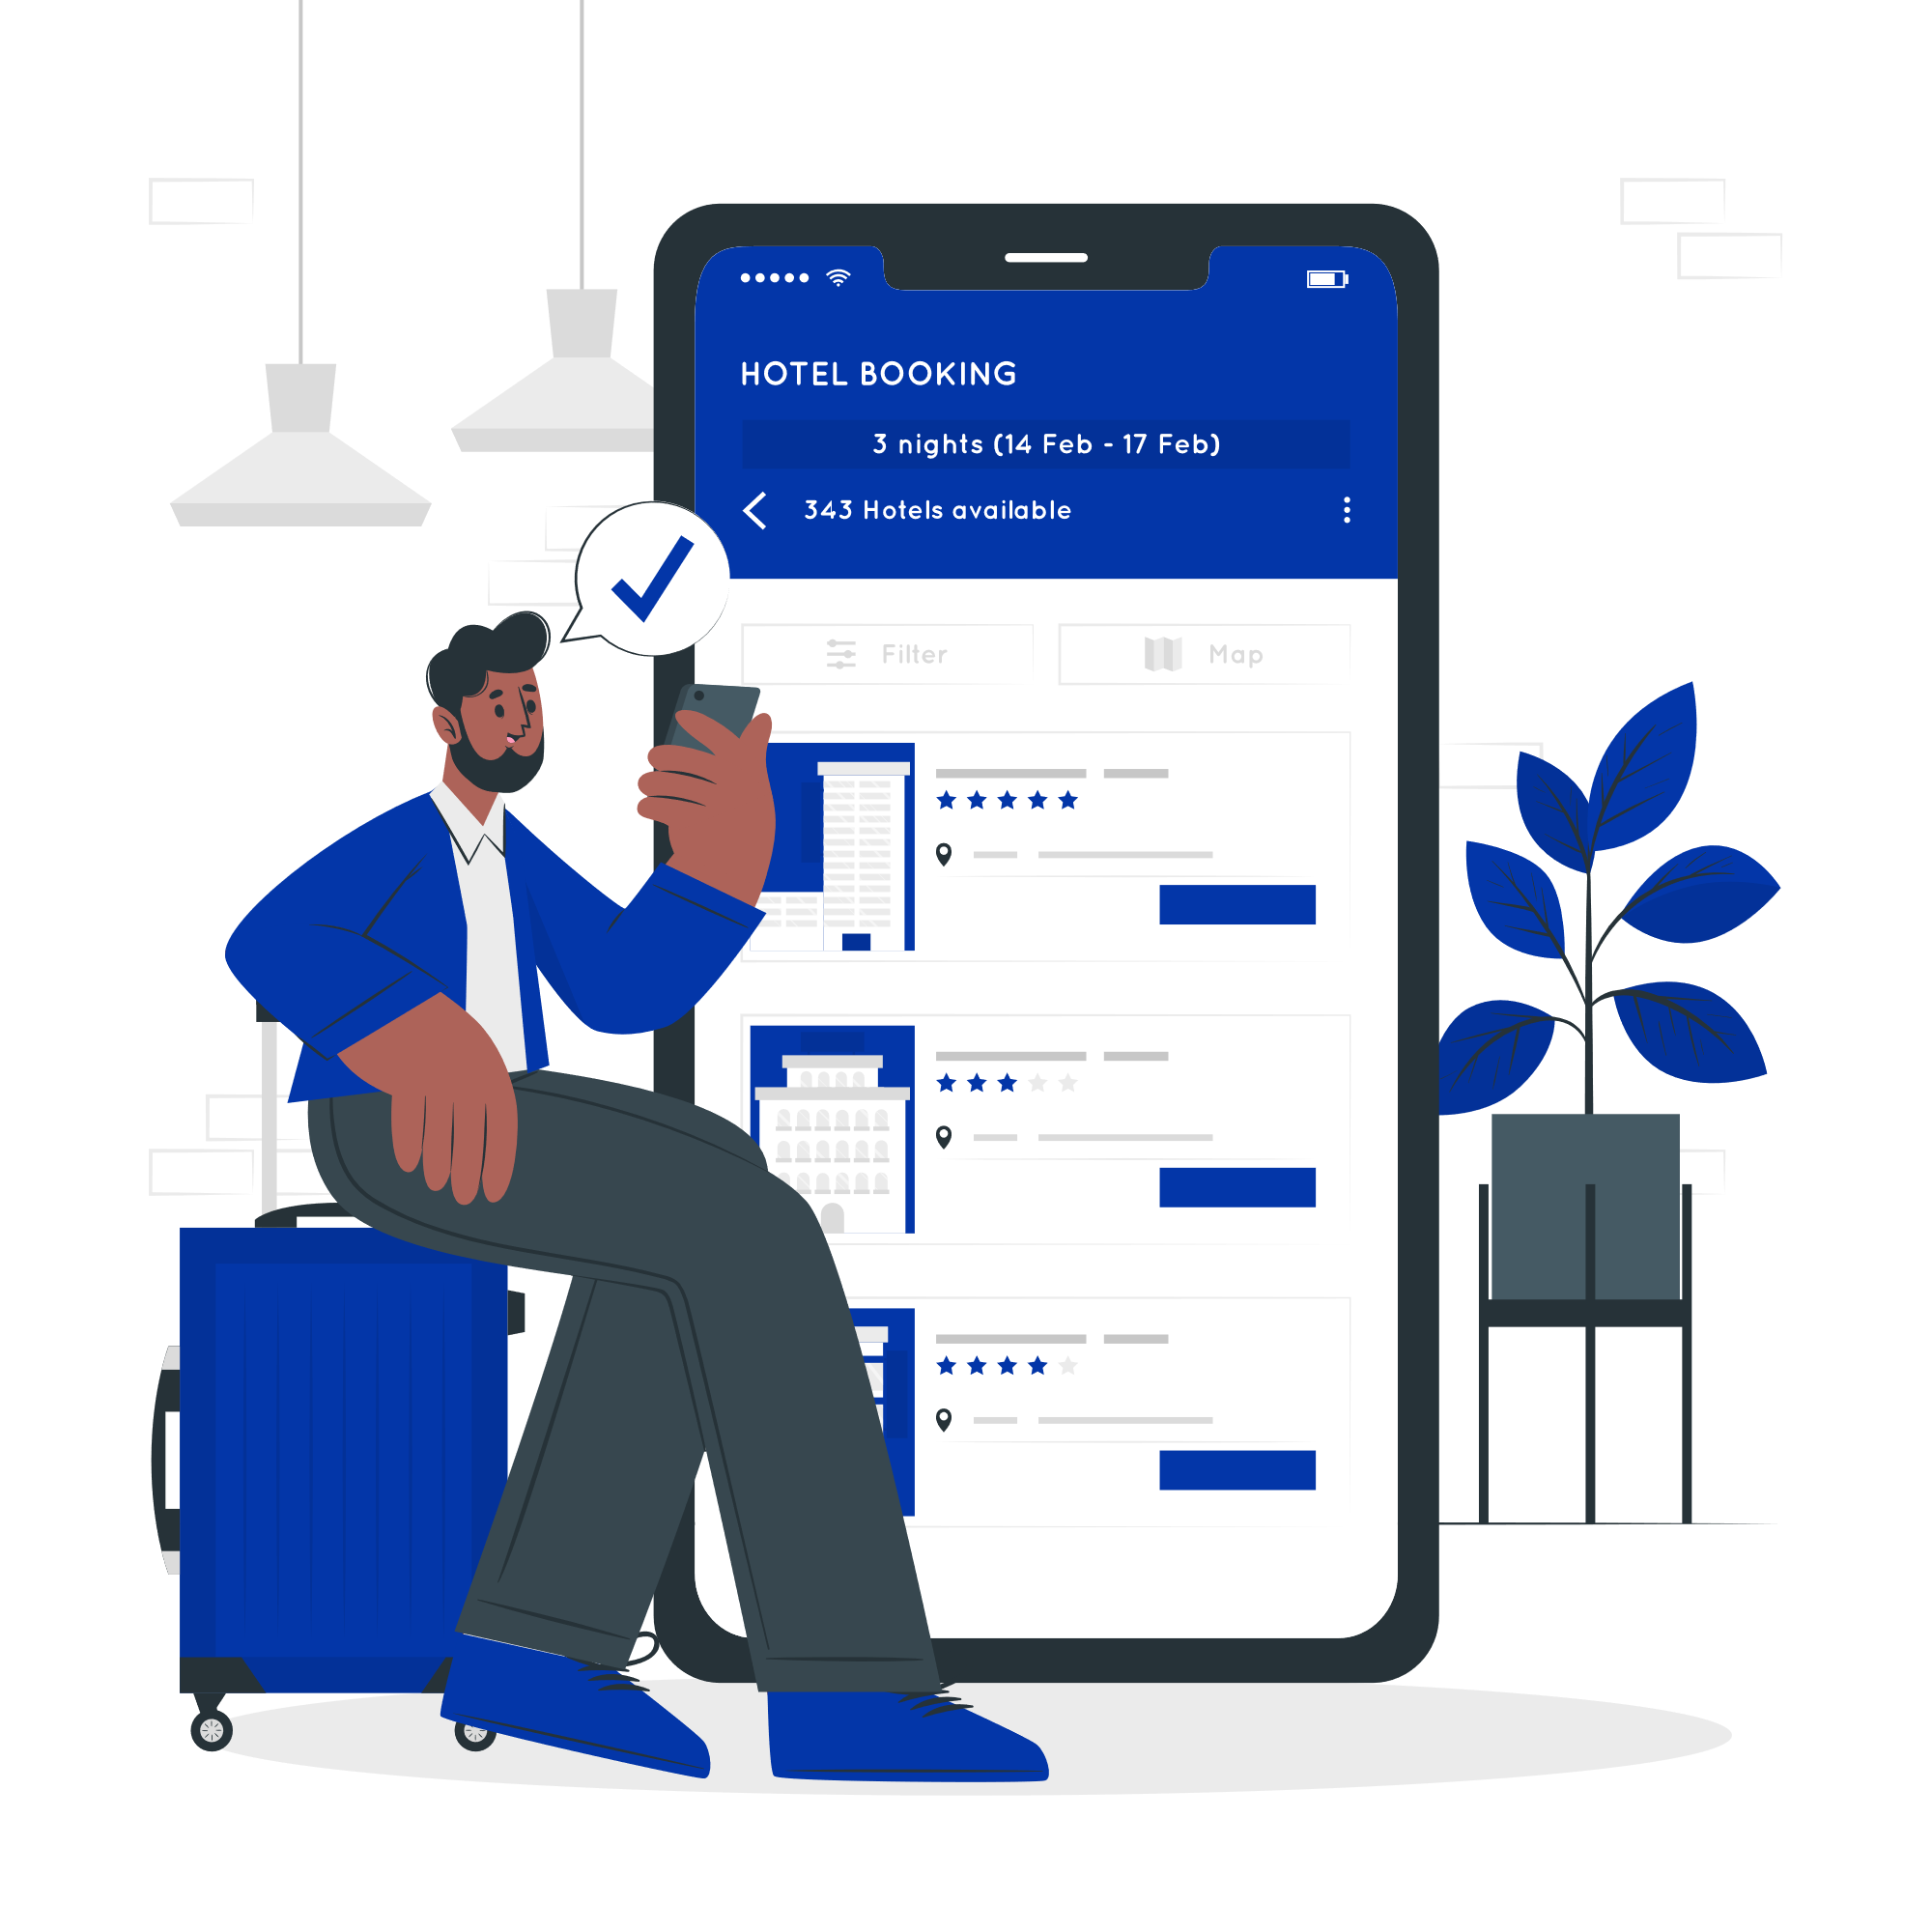 HOTEL BOOKING
3 nights (14 Feb - 17 Feb)
343 Hotels available
Filter
Map